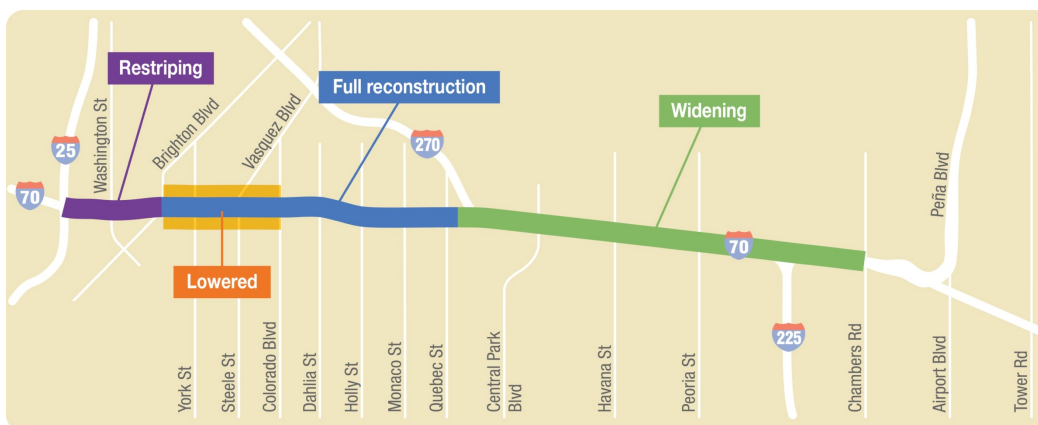 Restriping
Full reconstruction
Widening
Lowered
25
70
270
70
225
Washington St
Brighton Blvd
Vasquez Blvd
Peña Blvd
York St
Steele St
Colorado Blvd
Dahlia St
Holly St
Monaco St
Quebec St
Central Park
Blvd
Havana St
Peoria St
Chambers Rd
Airport Blvd
Tower Rd